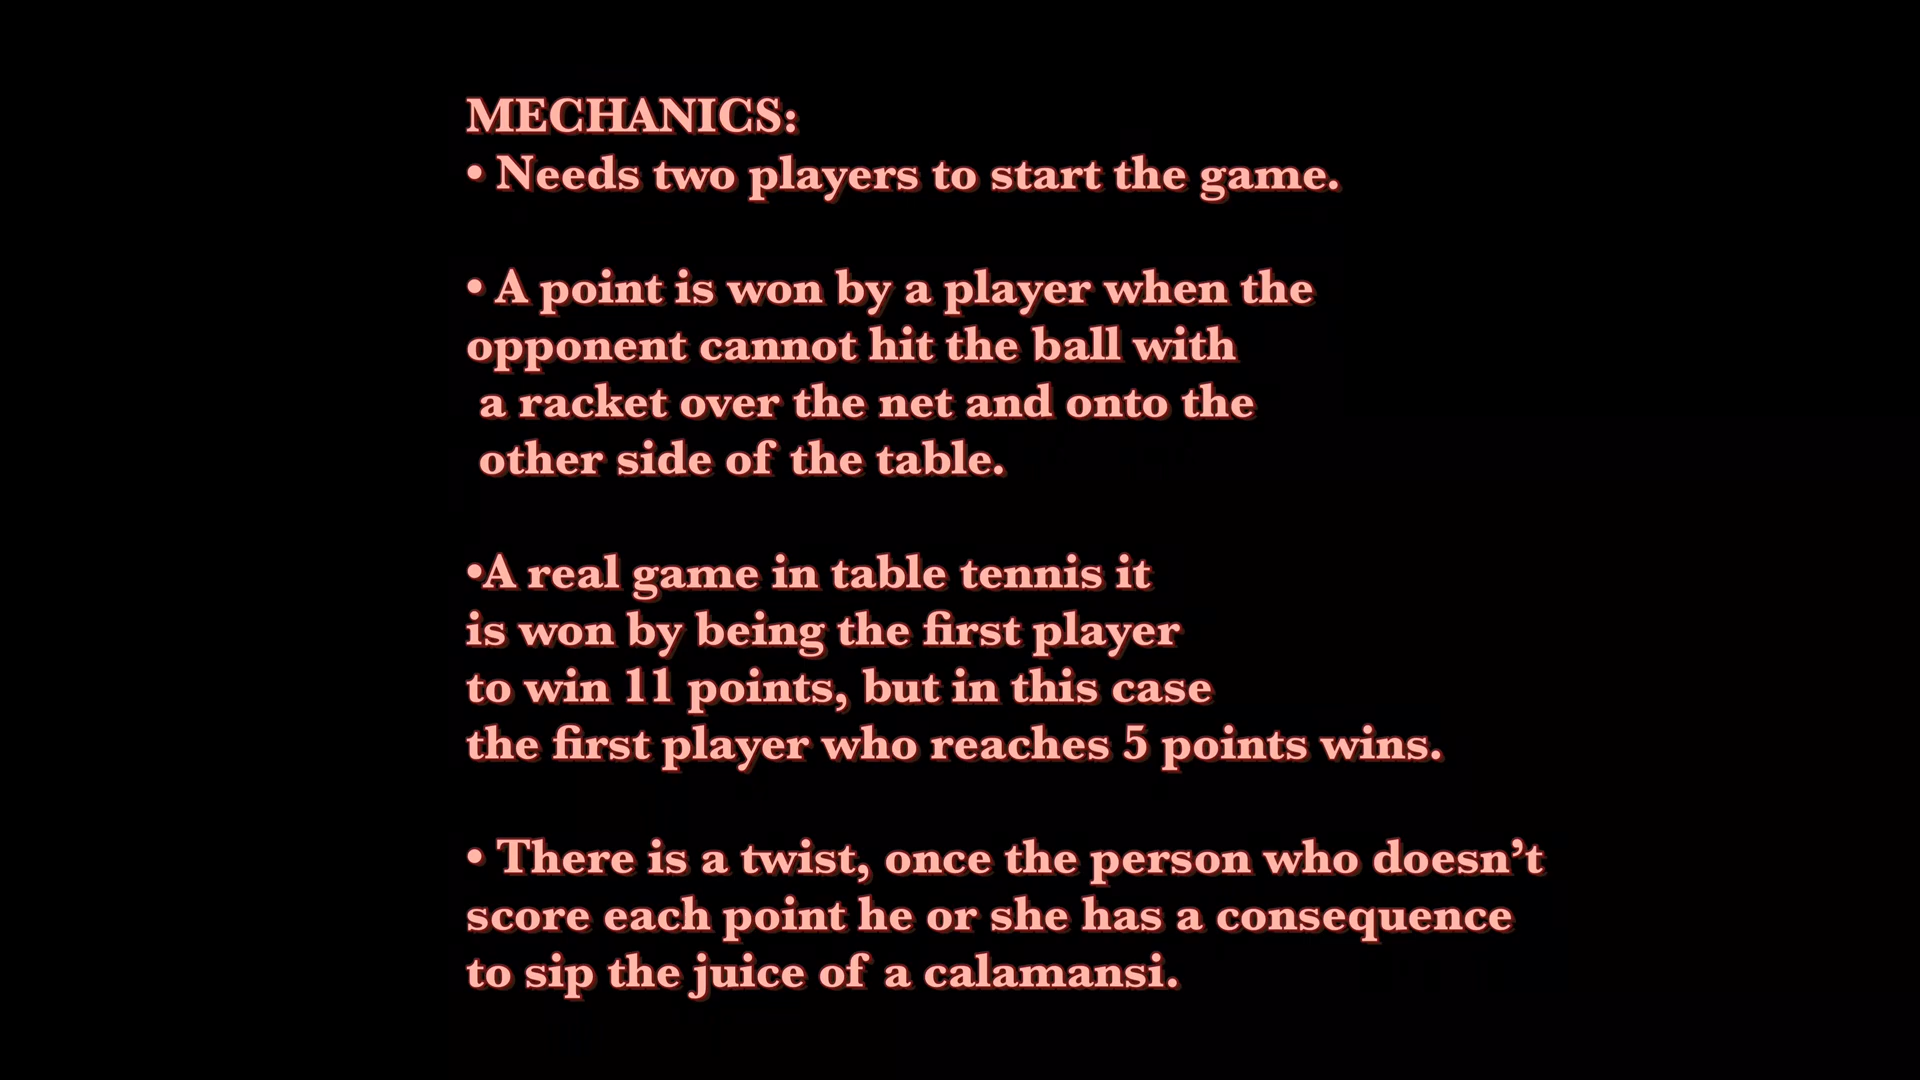 MECHANICS:
• Needs two players to start the game.
• A point is won by a player when the
opponent cannot hit the ball with
a racket over the net and onto the
other side of the table.
•A real game in table tennis it
is won by being the first player
to win 11 points, but in this case
the first player who reaches 5 points wins.
• There is a twist, once the person who doesn’t
score each point he or she has a consequence
to sip the juice of a calamansi.